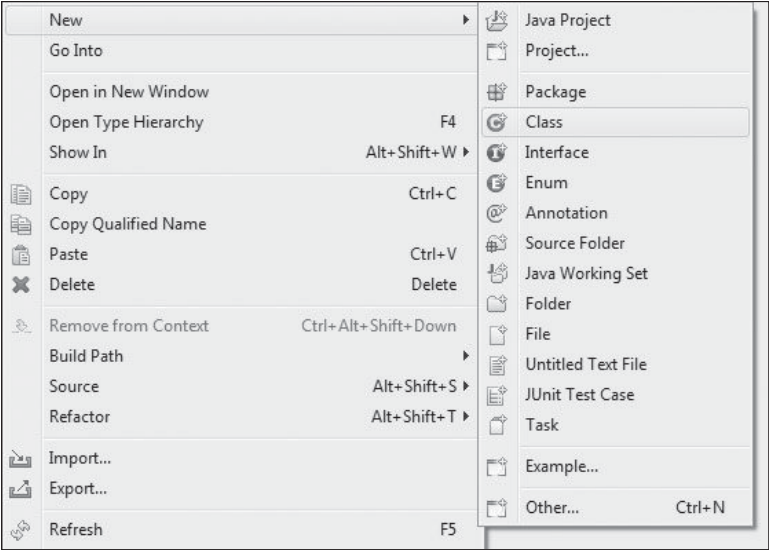 New
Go Into
Open in New Window
Open Type Hierarchy F4
Show In Alt+Shift+W
Copy Ctrl+C
Copy Qualified Name
Paste Ctrl+V
Delete Delete
Remove from Context Ctrl+Alt+Shift+Down
Build Path
Source Alt+Shift+S
Refactor Alt+Shift+T
Import...
Export...
Refresh F5
Java Project
Project...
Package
Class
Interface
Enum
Annotation
Source Folder
Java Working Set
Folder
File
Untitled Text File
JUnit Test Case
Task
Example...
Other... Ctrl+N